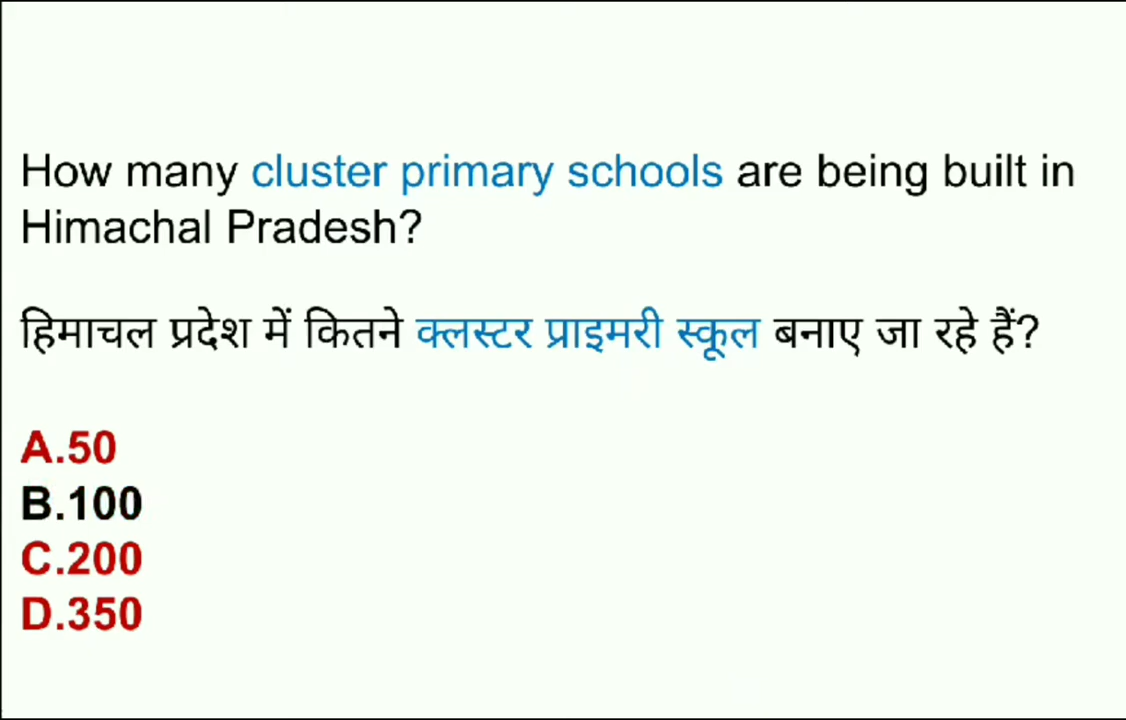 How many cluster primary schools are being built in
Himachal Pradesh?
हिमाचल प्रदेश में कितने क्लस्टर प्राइमरी स्कूल बनाए जा रहे हैं?
A.50
B.100
C.200
D.350